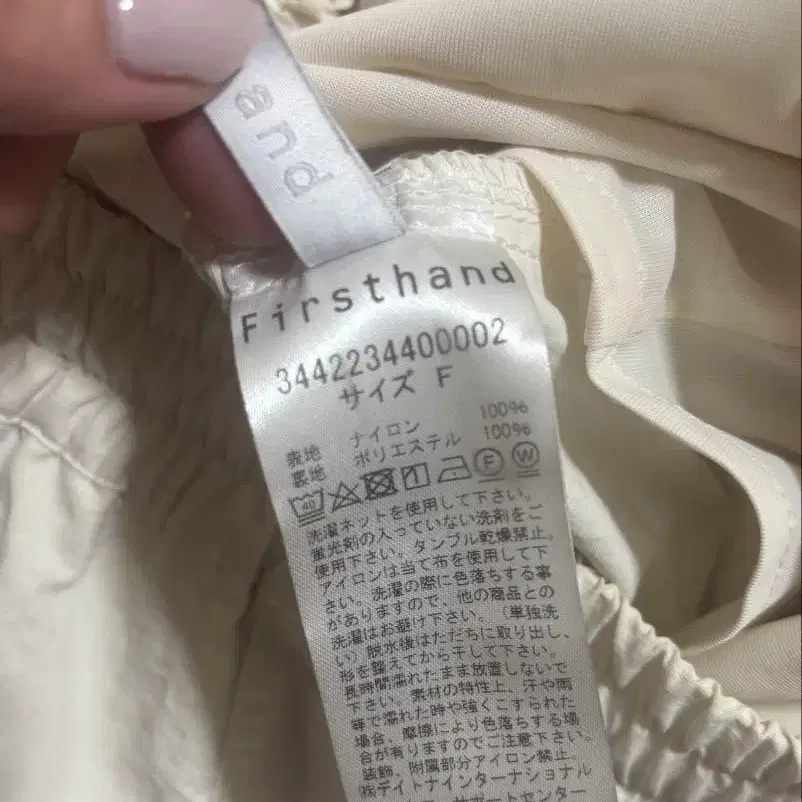 and
Firsthand
3442234400002
サイズ F
表地 ナイロン 100%
裏地 ポリエステル 100%
40 F W
洗濯ネットを使用して下さい。
蛍光剤の入っていない洗剤をご
使用下さい。タンブル乾燥禁止。
アイロンは当て布を使用して下
さい。洗濯の際に色落ちする事
がありますので、他の商品との
洗濯はお避け下さい。（単独洗
い）脱水後はただちに取り出し、
形を整えてから干して下さい。
長時間濡れたまま放置しないで
下さい。素材の特性上、汗や雨
等で濡れた時や強くこすられた
場合、摩擦により色落ちする場
合が有りますのでご注意下さい。
装飾、附属部分アイロン禁止。
㈱デイトナインターナショナル
サポートセンター